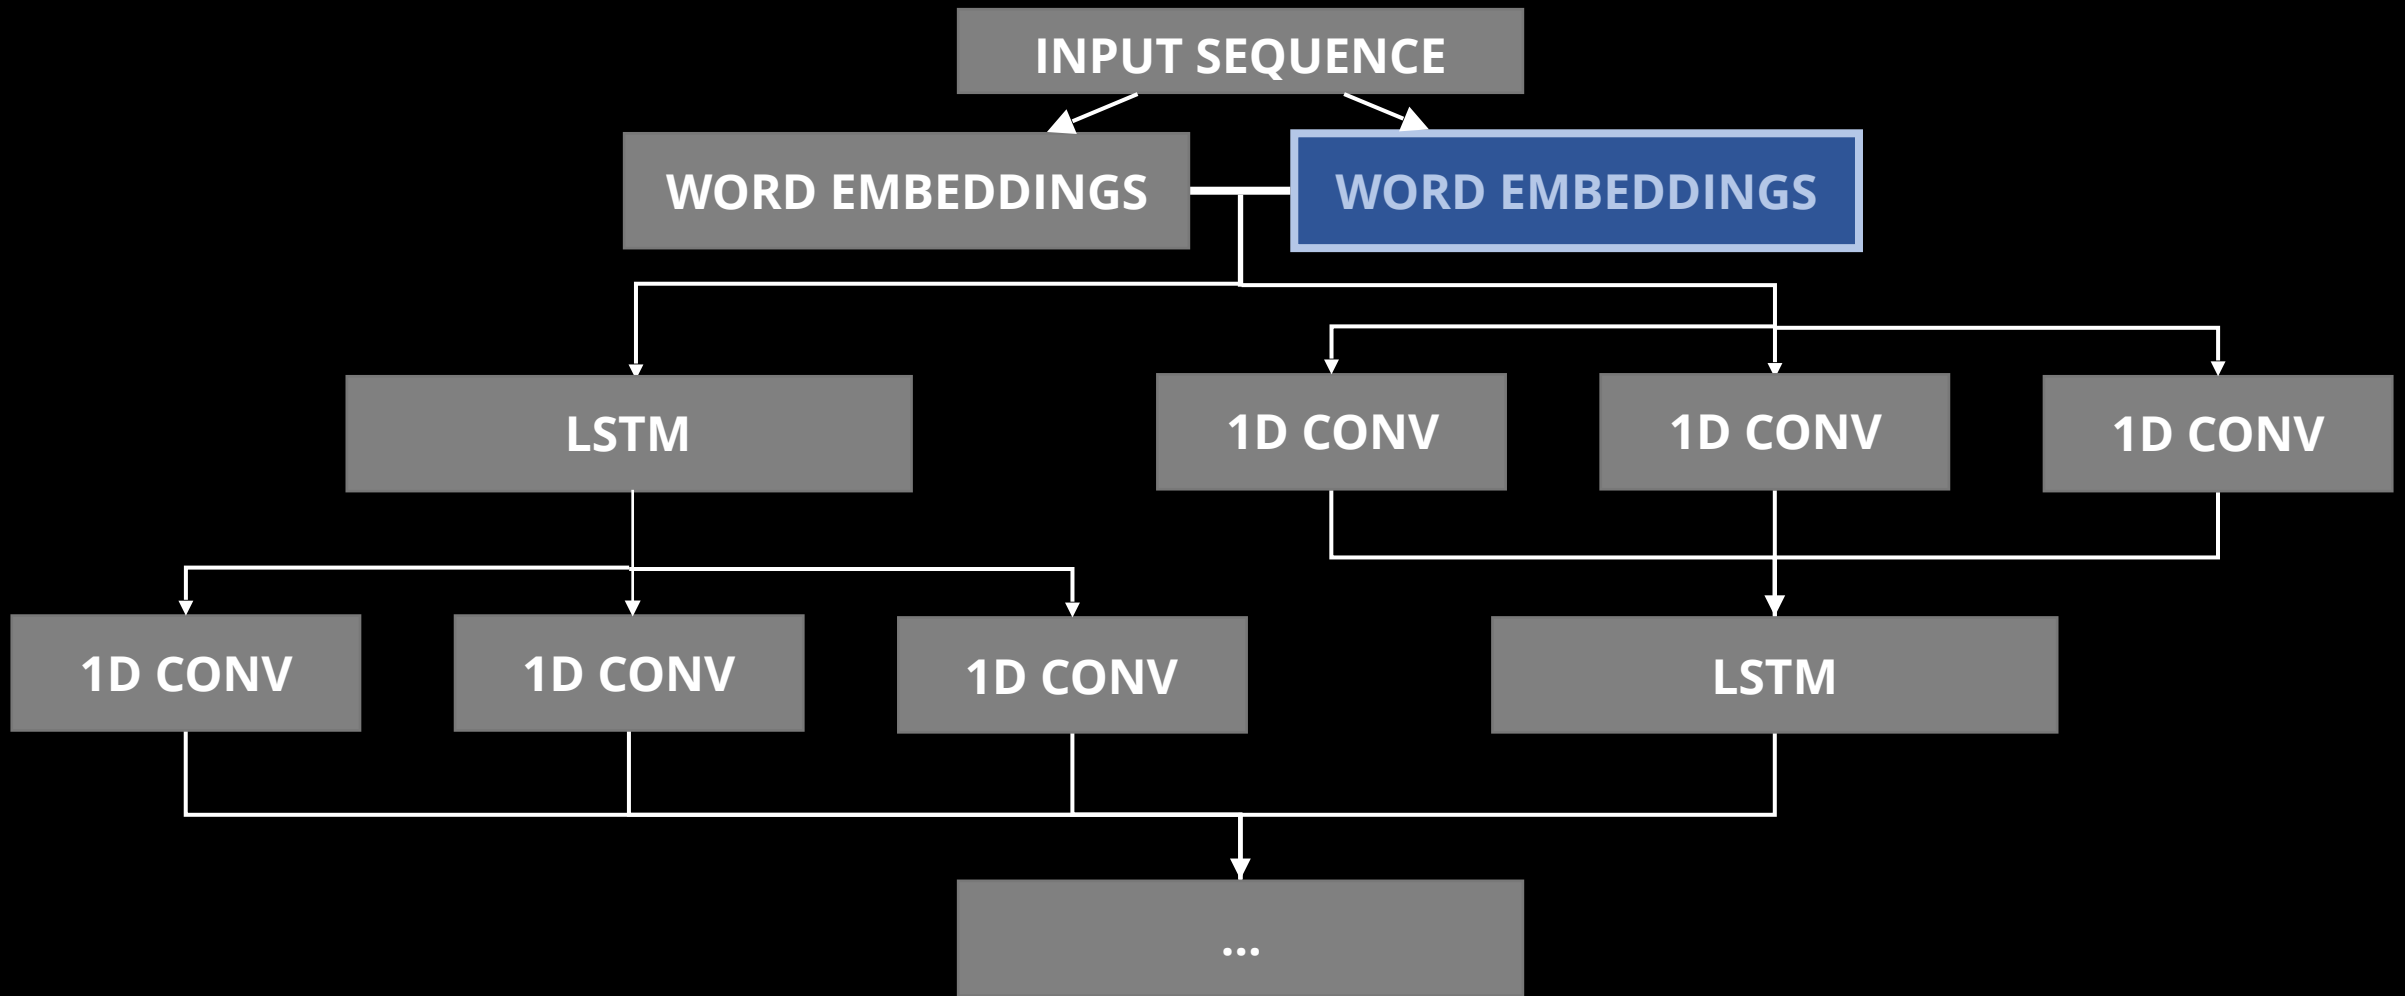 INPUT SEQUENCE
WORD EMBEDDINGS
WORD EMBEDDINGS
LSTM
1D CONV
1D CONV
1D CONV
1D CONV
1D CONV
1D CONV
LSTM
...